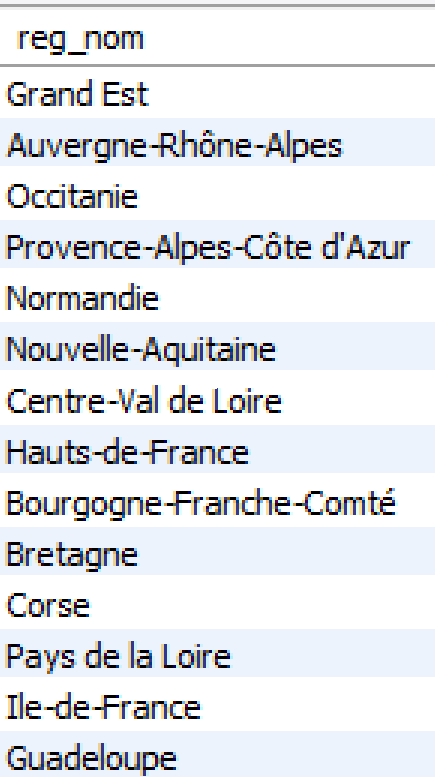 reg_nom
Grand Est
Auvergne-Rhône-Alpes
Occitanie
Provence-Alpes-Côte d'Azur
Normandie
Nouvelle-Aquitaine
Centre-Val de Loire
Hauts-de-France
Bourgogne-Franche-Comté
Bretagne
Corse
Pays de la Loire
Ile-de-France
Guadeloupe